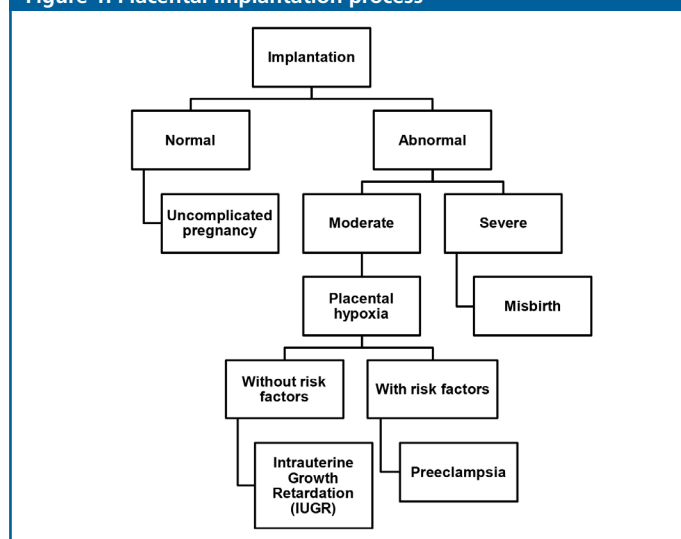 Figure 1. Placental implantation process
Implantation
Normal
Abnormal
Uncomplicated
pregnancy
Moderate
Severe
Placental
hypoxia
Misbirth
Without risk
factors
With risk factors
Intrauterine
Growth
Retardation
(IUGR)
Preeclampsia